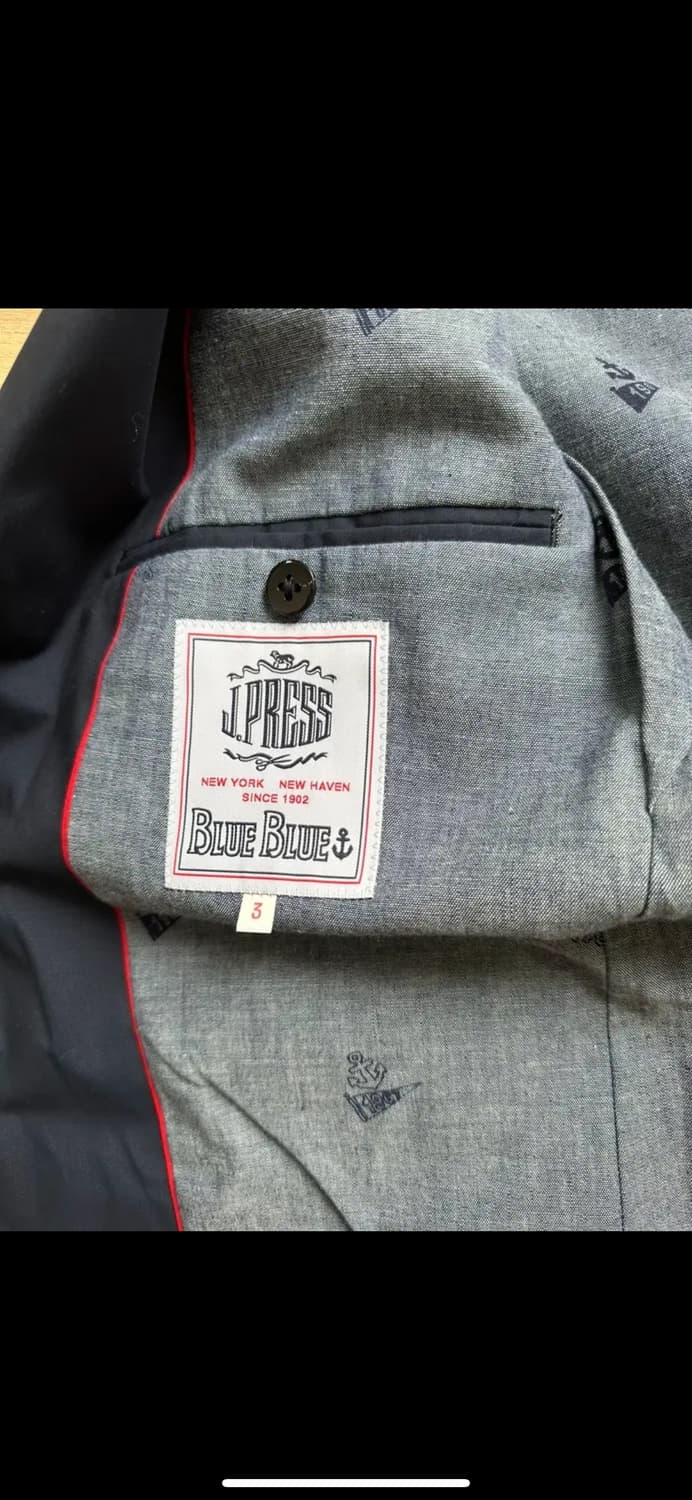 J.PRESS
NEW YORK NEW HAVEN
SINCE 1902
BLUE BLUE
3